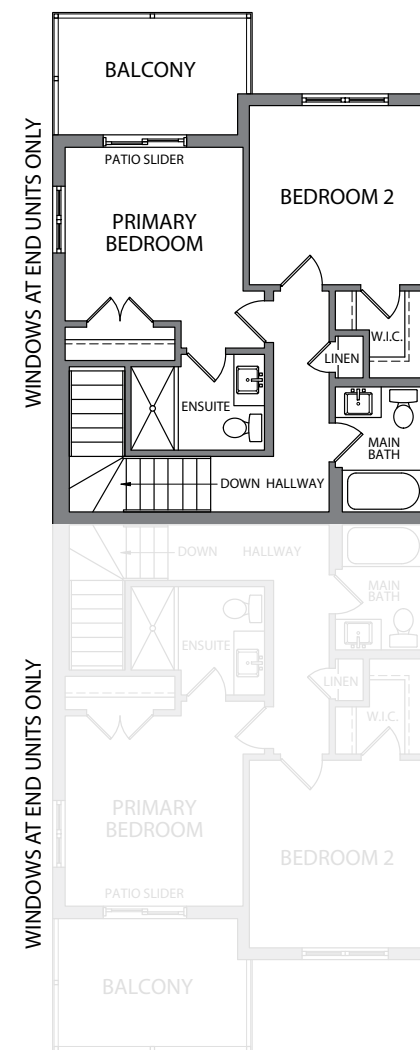 BALCONY
WINDOWS AT END UNITS ONLY
PATIO SLIDER
PRIMARY
BEDROOM
BEDROOM 2
W.I.C.
LINEN
ENSUITE
MAIN
BATH
DOWN HALLWAY
DOWN HALLWAY
MAIN
BATH
ENSUITE
LINEN
W.I.C.
WINDOWS AT END UNITS ONLY
PRIMARY
BEDROOM
BEDROOM 2
PATIO SLIDER
BALCONY